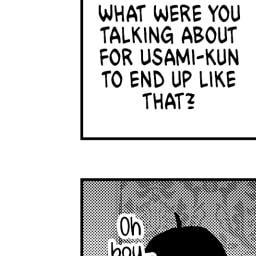 WHAT WERE YOU
TALKING ABOUT
FOR USAMI-KUN
TO END UP LIKE
THAT?
Oh
boy